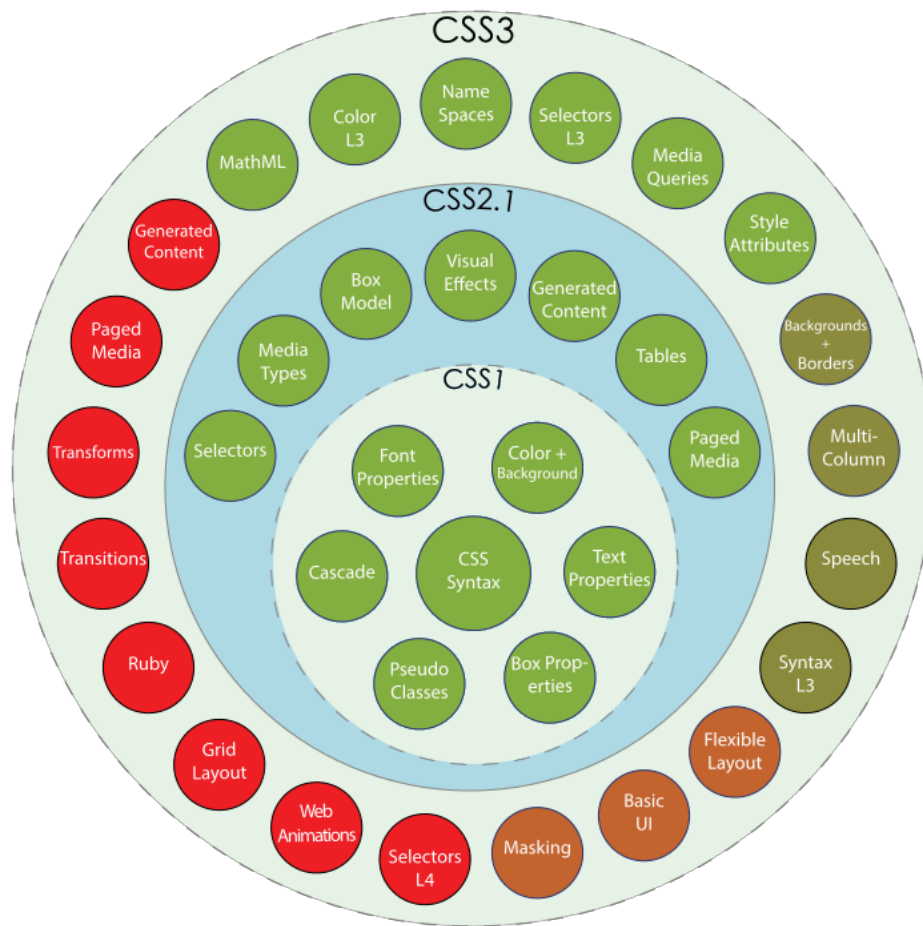 CSS3
Name
Spaces
Color
L3
Selectors
L3
MathML
Media
Queries
Style
Attributes
Generated
Content
Paged
Media
Transforms
Transitions
Ruby
Grid
Layout
Web
Animations
Selectors
L4
Masking
Basic
UI
Flexible
Layout
Syntax
L3
Speech
Multi-
Column
Backgrounds
+
Borders
CSS2.1
Visual
Effects
Box
Model
Generated
Content
Media
Types
Tables
Selectors
Paged
Media
CSS1
Font
Properties
Color +
Background
Cascade
CSS
Syntax
Text
Properties
Pseudo
Classes
Box Prop-
erties